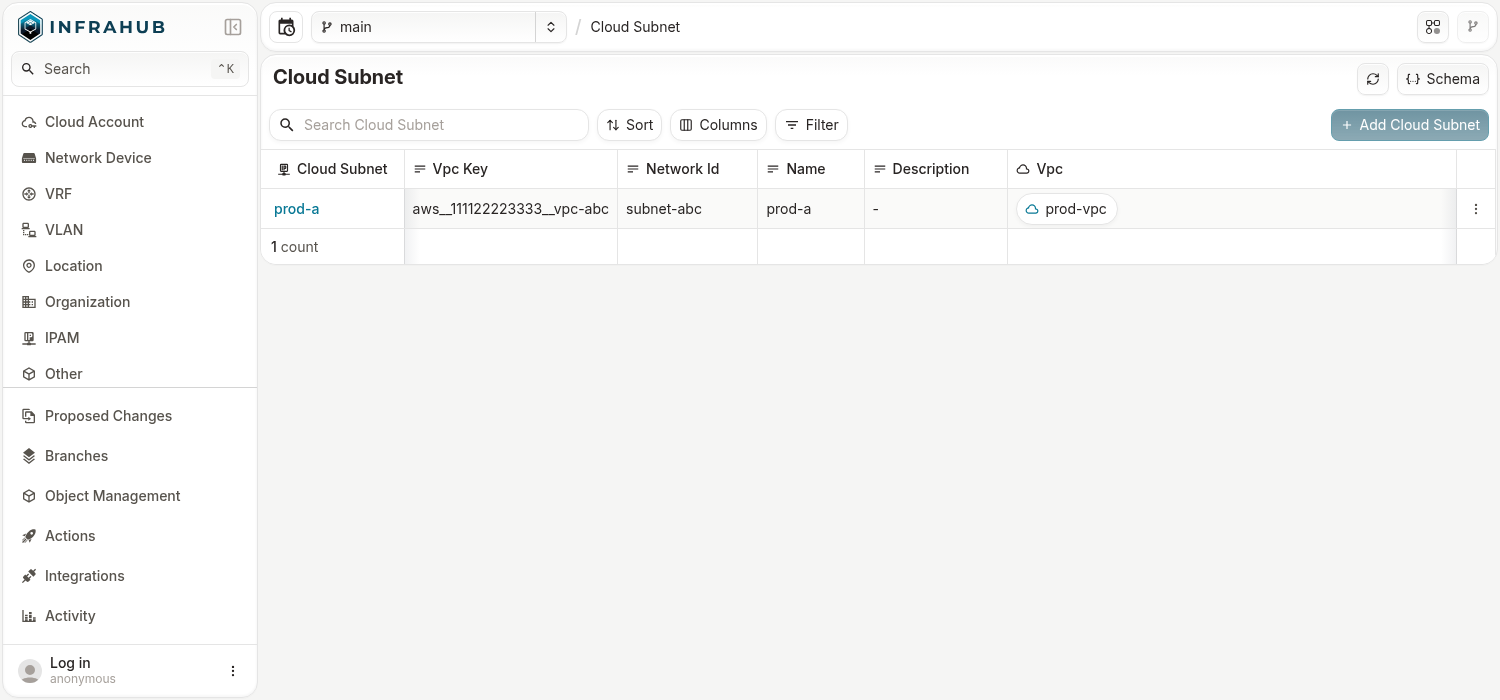 INFRAHUB
Search ⌃K
Cloud Account
Network Device
VRF
VLAN
Location
Organization
IPAM
Other
Proposed Changes
Branches
Object Management
Actions
Integrations
Activity
Log in
anonymous
main / Cloud Subnet
Cloud Subnet
{..} Schema
Search Cloud Subnet Sort Columns Filter + Add Cloud Subnet
Cloud Subnet Vpc Key Network Id Name Description Vpc
prod-a aws__111122223333__vpc-abc subnet-abc prod-a - prod-vpc
1 count